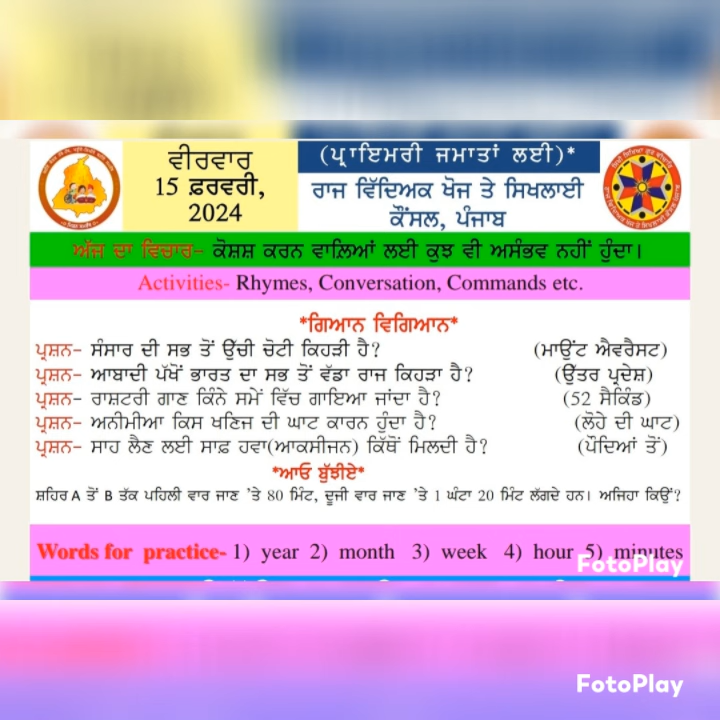 ਵੀਰਵਾਰ
15 ਫ਼ਰਵਰੀ,
2024
(ਪ੍ਰਾਇਮਰੀ ਜਮਾਤਾਂ ਲਈ)*
ਰਾਜ ਵਿੱਦਿਅਕ ਖੋਜ ਤੇ ਸਿਖਲਾਈ
ਕੌਂਸਲ, ਪੰਜਾਬ
ਅੱਜ ਦਾ ਵਿਚਾਰ- ਕੋਸ਼ਸ਼ ਕਰਨ ਵਾਲ਼ਿਆਂ ਲਈ ਕੁਝ ਵੀ ਅਸੰਭਵ ਨਹੀਂ ਹੁੰਦਾ।
Activities- Rhymes, Conversation, Commands etc.
*ਗਿਆਨ ਵਿਗਿਆਨ*
ਪ੍ਰਸ਼ਨ- ਸੰਸਾਰ ਦੀ ਸਭ ਤੋਂ ਉੱਚੀ ਚੋਟੀ ਕਿਹੜੀ ਹੈ? (ਮਾਊਂਟ ਐਵਰੈਸਟ)
ਪ੍ਰਸ਼ਨ- ਆਬਾਦੀ ਪੱਖੋਂ ਭਾਰਤ ਦਾ ਸਭ ਤੋਂ ਵੱਡਾ ਰਾਜ ਕਿਹੜਾ ਹੈ? (ਉੱਤਰ ਪ੍ਰਦੇਸ਼)
ਪ੍ਰਸ਼ਨ- ਰਾਸ਼ਟਰੀ ਗਾਣ ਕਿੰਨੇ ਸਮੇਂ ਵਿੱਚ ਗਾਇਆ ਜਾਂਦਾ ਹੈ? (52 ਸੈਕਿੰਡ)
ਪ੍ਰਸ਼ਨ- ਅਨੀਮੀਆ ਕਿਸ ਖਣਿਜ ਦੀ ਘਾਟ ਕਾਰਨ ਹੁੰਦਾ ਹੈ? (ਲੋਹੇ ਦੀ ਘਾਟ)
ਪ੍ਰਸ਼ਨ- ਸਾਹ ਲੈਣ ਲਈ ਸਾਫ਼ ਹਵਾ(ਆਕਸੀਜਨ) ਕਿੱਥੋਂ ਮਿਲਦੀ ਹੈ? (ਪੌਦਿਆਂ ਤੋਂ)
*ਆਓ ਬੁੱਝੀਏ*
ਸ਼ਹਿਰ A ਤੋਂ B ਤੱਕ ਪਹਿਲੀ ਵਾਰ ਜਾਣ 'ਤੇ 80 ਮਿੰਟ, ਦੂਜੀ ਵਾਰ ਜਾਣ 'ਤੇ 1 ਘੰਟਾ 20 ਮਿੰਟ ਲੱਗਦੇ ਹਨ। ਅਜਿਹਾ ਕਿਉਂ?
Words for practice- 1) year 2) month 3) week 4) hour 5) minutes
FotoPlay
FotoPlay